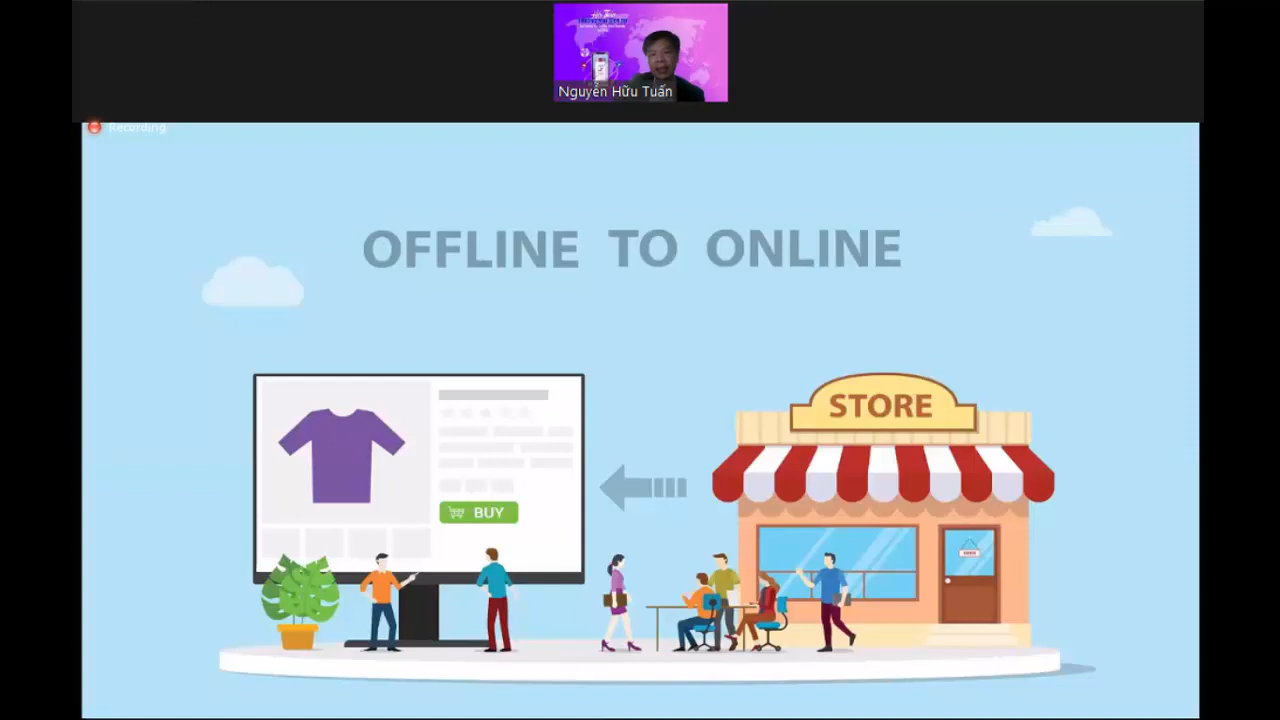 Nguyễn Hữu Tuấn
Recording
OFFLINE TO ONLINE
STORE
BUY